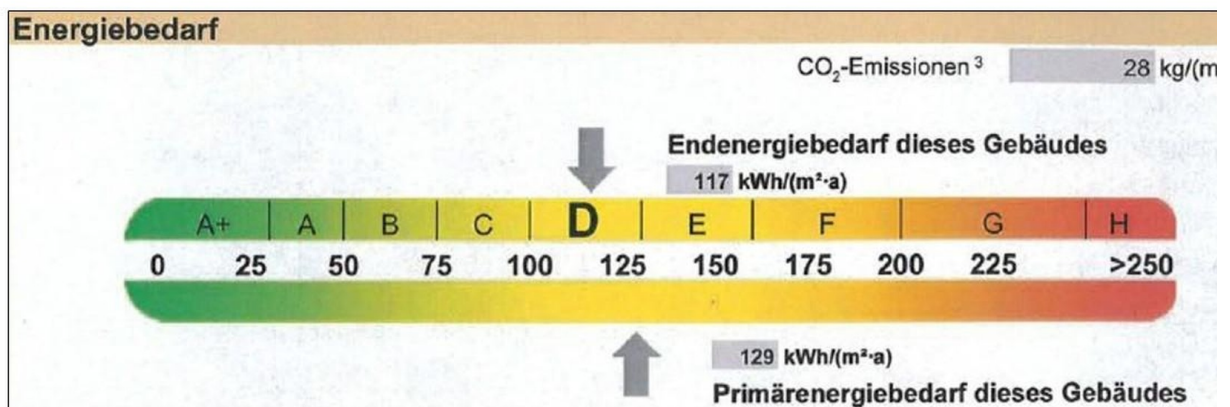 Energiebedarf
CO₂-Emissionen ³ 28 kg/(m
Endenergiebedarf dieses Gebäudes
117 kWh/(m²·a)
A+ A B C D E F G H
0 25 50 75 100 125 150 175 200 225 >250
129 kWh/(m²·a)
Primärenergiebedarf dieses Gebäudes